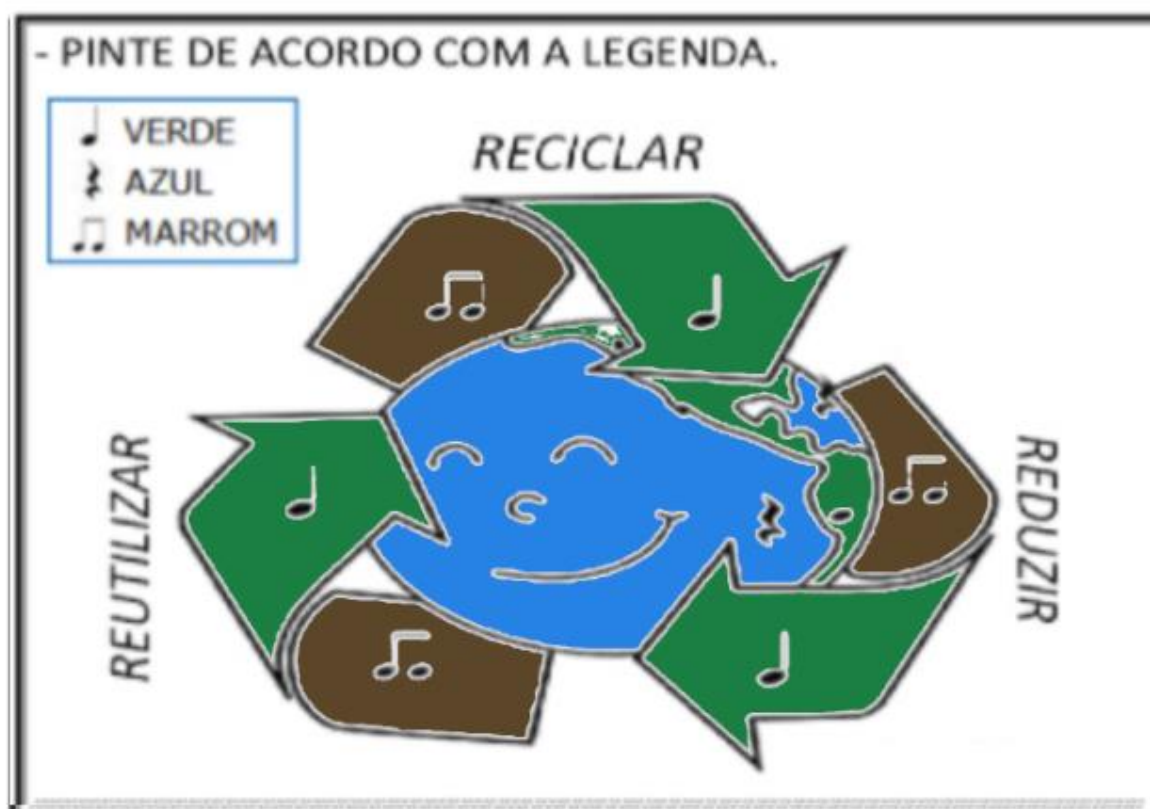 - PINTE DE ACORDO COM A LEGENDA.
VERDE
AZUL
MARROM
RECICLAR
REUTILIZAR
REDUZIR